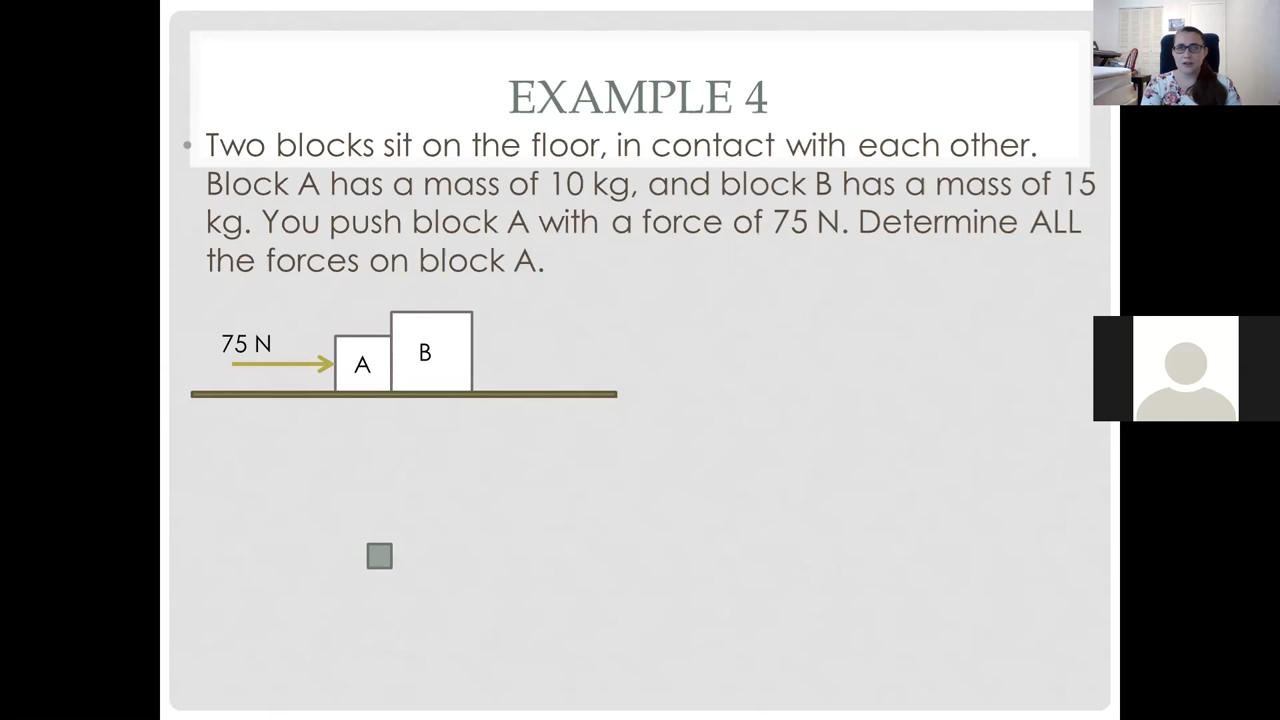 EXAMPLE 4
• Two blocks sit on the floor, in contact with each other.
Block A has a mass of 10 kg, and block B has a mass of 15
kg. You push block A with a force of 75 N. Determine ALL
the forces on block A.
75 N
A
B